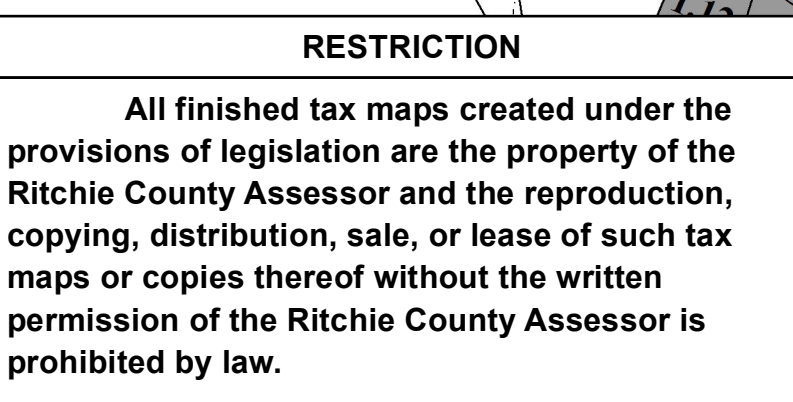 RESTRICTION
All finished tax maps created under the
provisions of legislation are the property of the
Ritchie County Assessor and the reproduction,
copying, distribution, sale, or lease of such tax
maps or copies thereof without the written
permission of the Ritchie County Assessor is
prohibited by law.